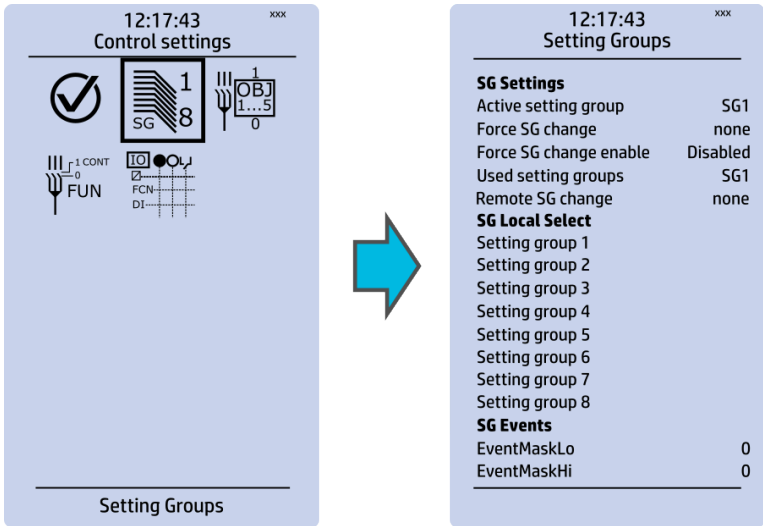 12:17:43 xxx
Control settings
1
SG 8
1
OBJ
1...5
0
1 CONT
0
FUN
IO
FCN
DI
Setting Groups
12:17:43 xxx
Setting Groups
SG Settings
Active setting group SG1
Force SG change none
Force SG change enable Disabled
Used setting groups SG1
Remote SG change none
SG Local Select
Setting group 1
Setting group 2
Setting group 3
Setting group 4
Setting group 5
Setting group 6
Setting group 7
Setting group 8
SG Events
EventMaskLo 0
EventMaskHi 0